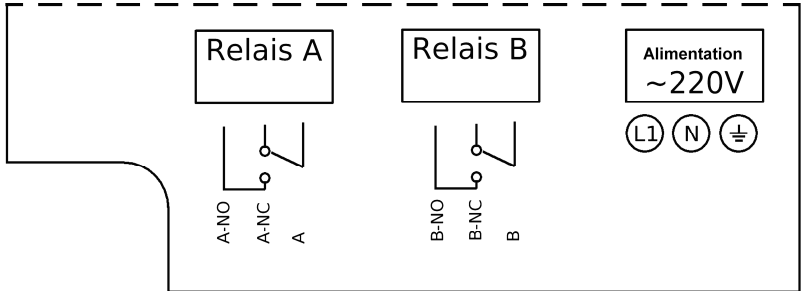 Relais A
Relais B
Alimentation
~220V
L1
N
A-NO
A-NC
A
B-NO
B-NC
B